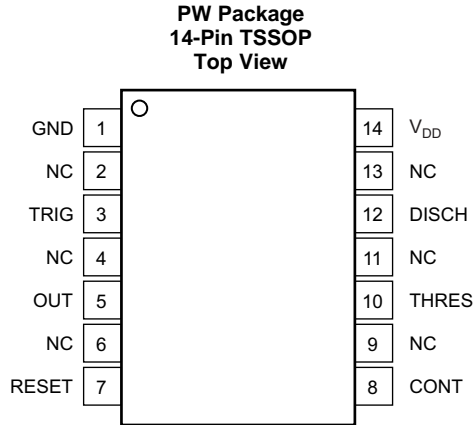 PW Package
14-Pin TSSOP
Top View
GND 1 14 VDD
NC 2 13 NC
TRIG 3 12 DISCH
NC 4 11 NC
OUT 5 10 THRES
NC 6 9 NC
RESET 7 8 CONT